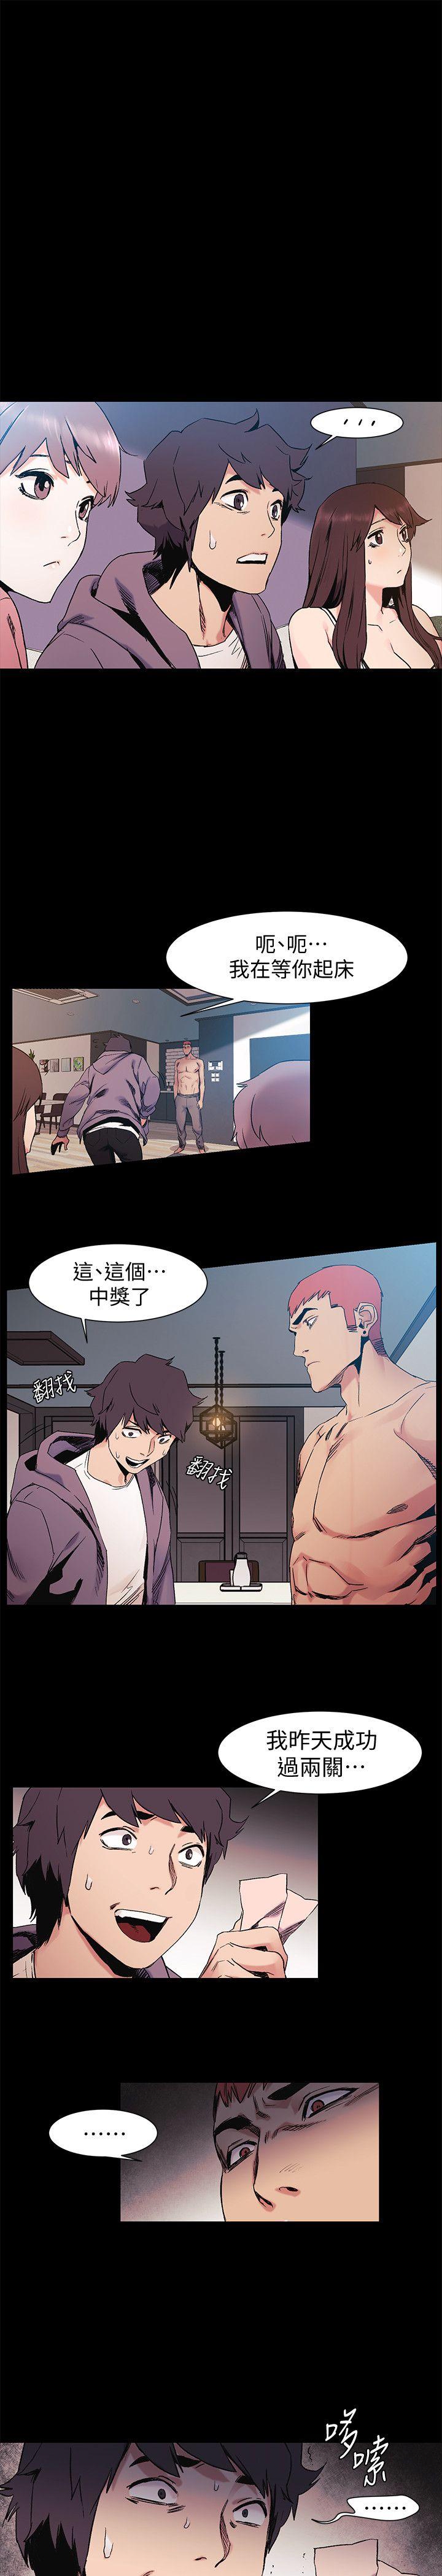 、、、
呃、呃…
我在等你起床
這、這個…
中獎了
翻找
翻找
我昨天成功
過兩關…
……
哆嗦
……